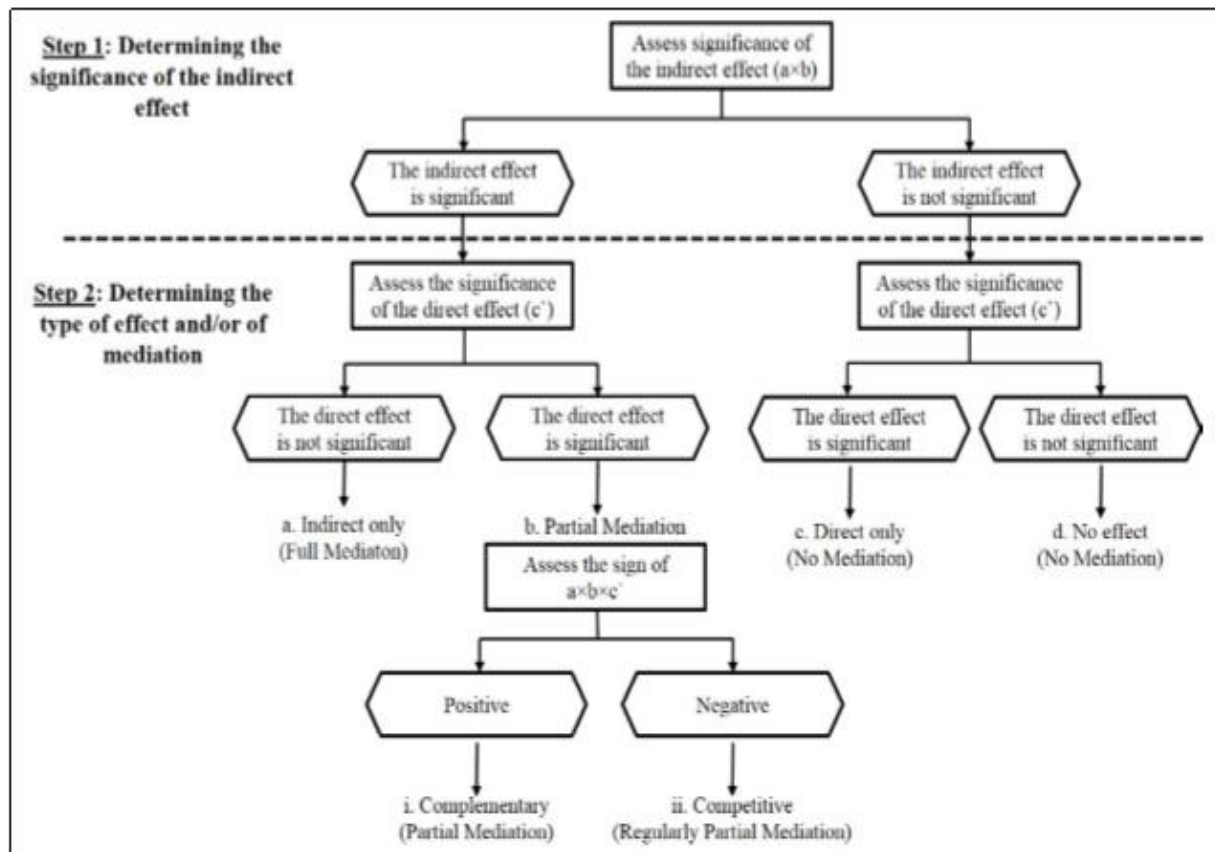 Step 1: Determining the
significance of the indirect
effect
Assess significance of
the indirect effect (a×b)
The indirect effect
is significant
The indirect effect
is not significant
Step 2: Determining the
type of effect and/or of
mediation
Assess the significance
of the direct effect (c`)
Assess the significance
of the direct effect (c`)
The direct effect
is not significant
The direct effect
is significant
The direct effect
is significant
The direct effect
is not significant
a. Indirect only
(Full Mediaton)
b. Partial Mediation
c. Direct only
(No Mediation)
d. No effect
(No Mediation)
Assess the sign of
a×b×c`
Positive
Negative
i. Complementary
(Partial Mediation)
ii. Competitive
(Regularly Partial Mediation)